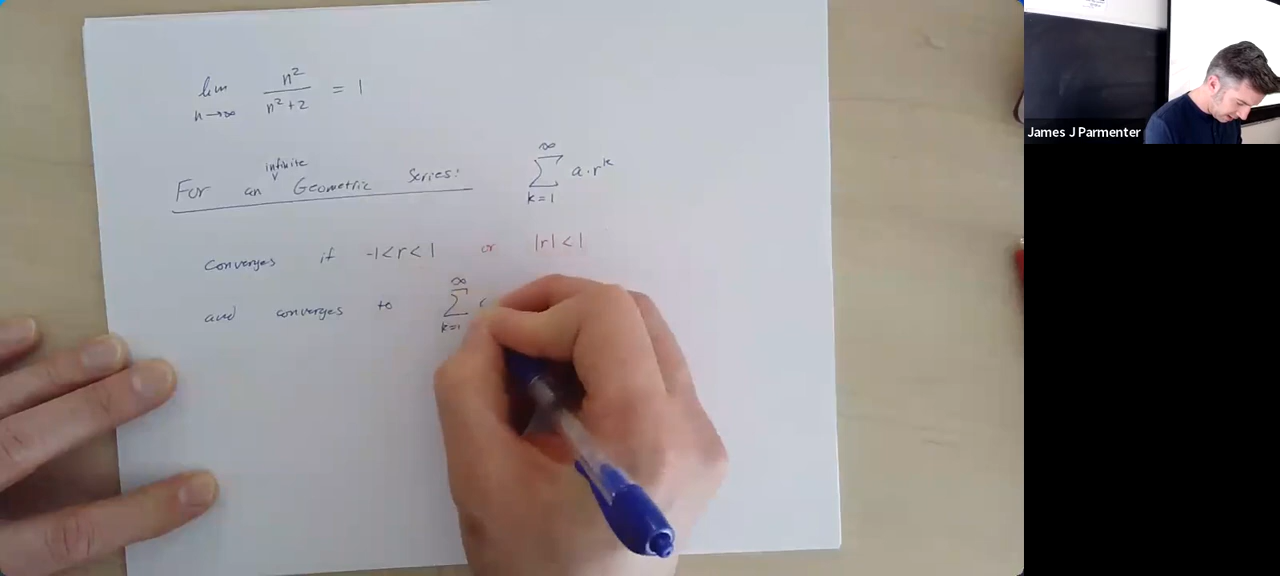 lim n→∞ n²/(n²+2) = 1
For an infinite Geometric Series: ∞ ∑ k=1 a·r^k
converges if -1<r<1 or |r|<1
and converges to ∞ ∑ k=1
James J Parmenter